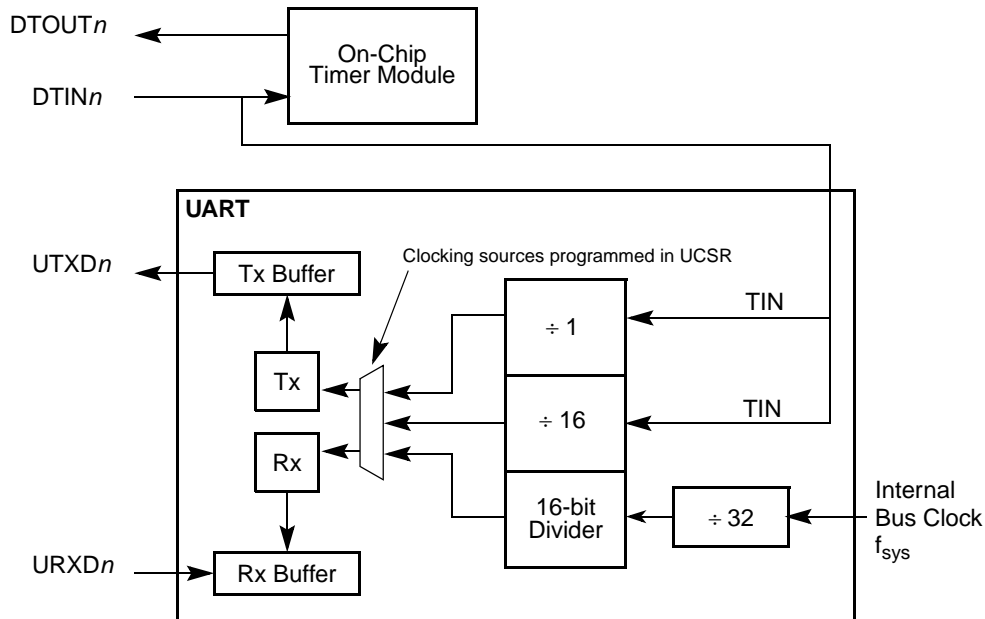 DTOUTn
On-Chip
Timer Module
DTINn
UART
Clocking sources programmed in UCSR
UTXDn
Tx Buffer
÷ 1
TIN
Tx
÷ 16
TIN
Rx
16-bit
Divider
÷ 32
Internal
Bus Clock
fsys
URXDn
Rx Buffer